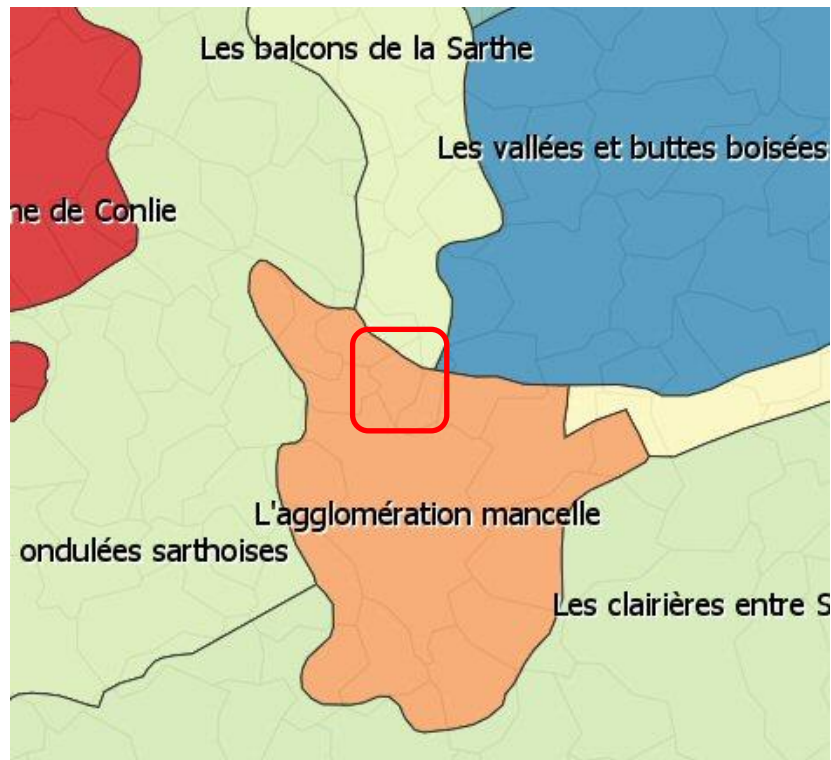 Les balcons de la Sarthe
Les vallées et buttes boisées
ne de Conlie
L'agglomération mancelle
ondulées sarthoises
Les clairières entre S